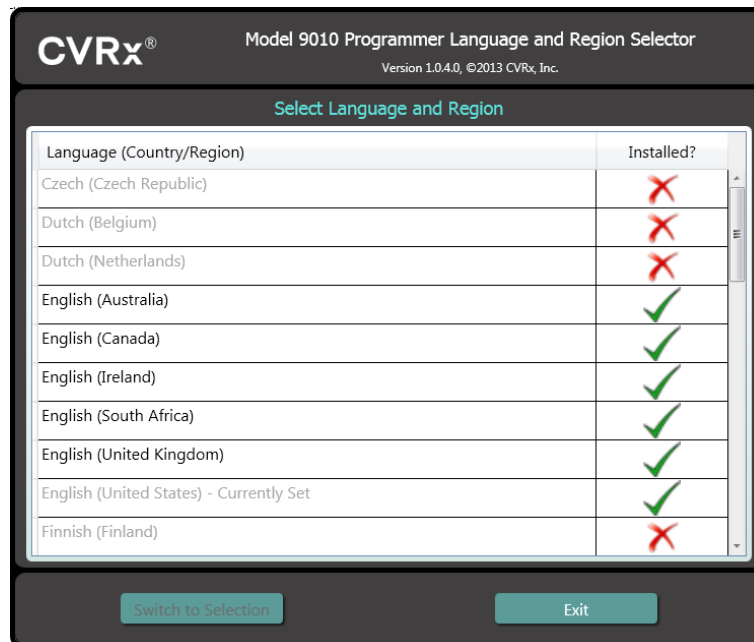 CVRx®
Model 9010 Programmer Language and Region Selector
Version 1.0.4.0, ©2013 CVRx, Inc.
Select Language and Region
Language (Country/Region) Installed?
Czech (Czech Republic)
Dutch (Belgium)
Dutch (Netherlands)
English (Australia)
English (Canada)
English (Ireland)
English (South Africa)
English (United Kingdom)
English (United States) - Currently Set
Finnish (Finland)
Switch to Selection Exit